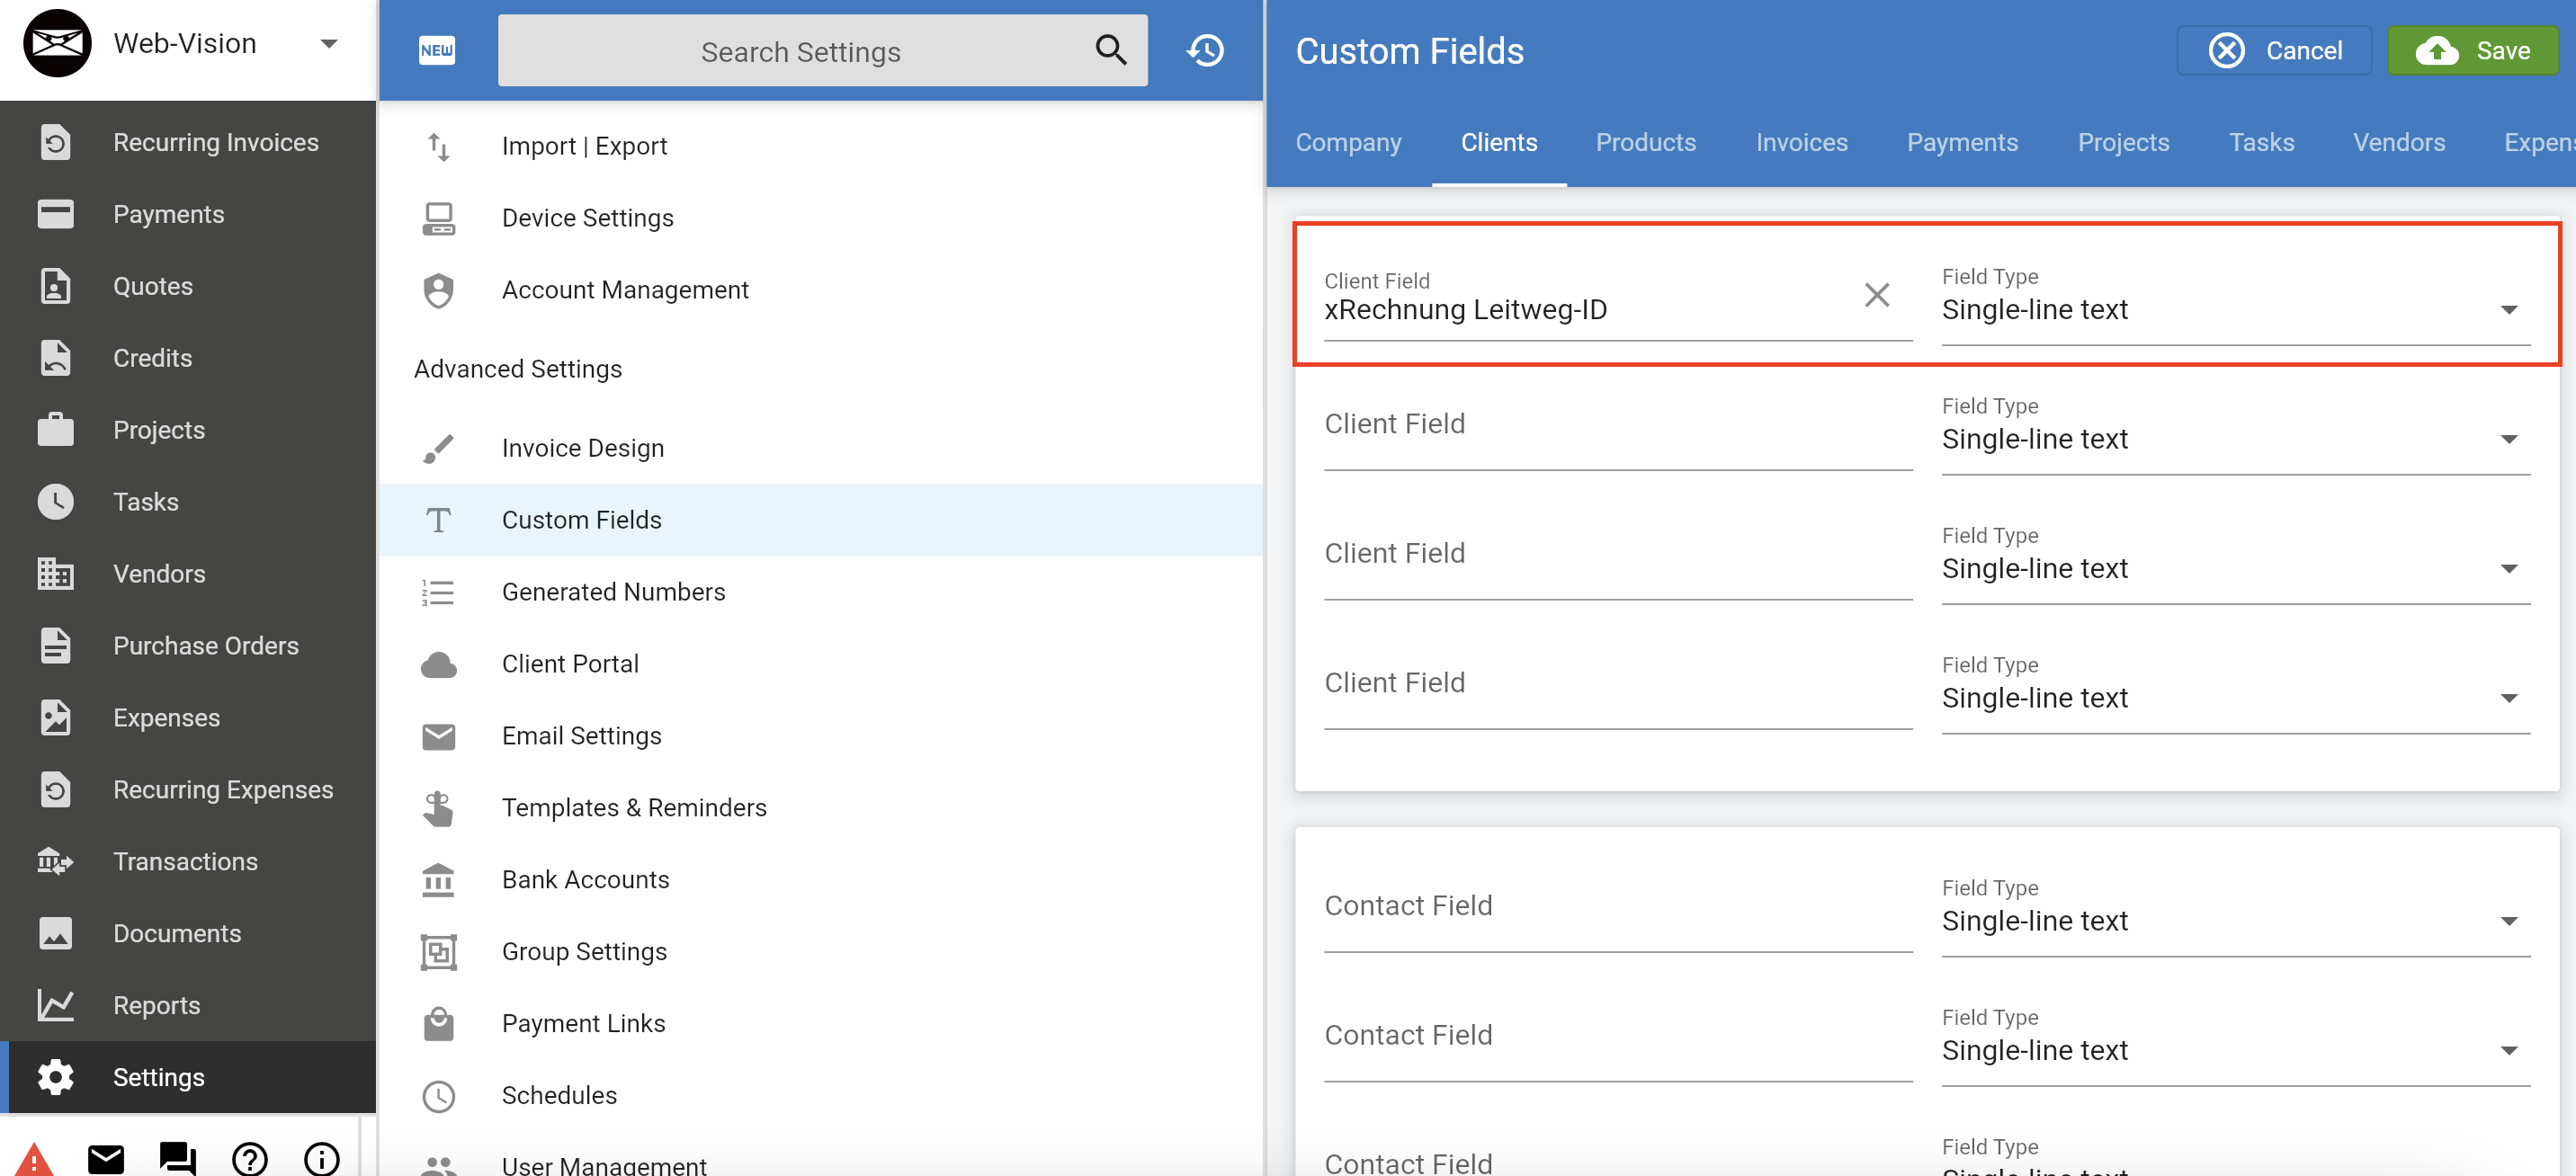 Web-Vision
Recurring Invoices
Payments
Quotes
Credits
Projects
Tasks
Vendors
Purchase Orders
Expenses
Recurring Expenses
Transactions
Documents
Reports
Settings
NEW
Search Settings
Import | Export
Device Settings
Account Management
Advanced Settings
Invoice Design
Custom Fields
Generated Numbers
Client Portal
Email Settings
Templates & Reminders
Bank Accounts
Group Settings
Payment Links
Schedules
User Management
Custom Fields
Cancel
Save
Company Clients Products Invoices Payments Projects Tasks Vendors Expens
Client Field
xRechnung Leitweg-ID
Field Type
Single-line text
Client Field
Field Type
Single-line text
Client Field
Field Type
Single-line text
Client Field
Field Type
Single-line text
Contact Field
Field Type
Single-line text
Contact Field
Field Type
Single-line text
Contact Field
Field Type
Single-line text